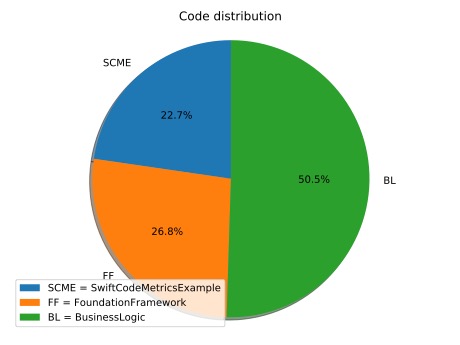 Code distribution
SCME
22.7%
50.5%
BL
26.8%
FF
SCME = SwiftCodeMetricsExample
FF = FoundationFramework
BL = BusinessLogic